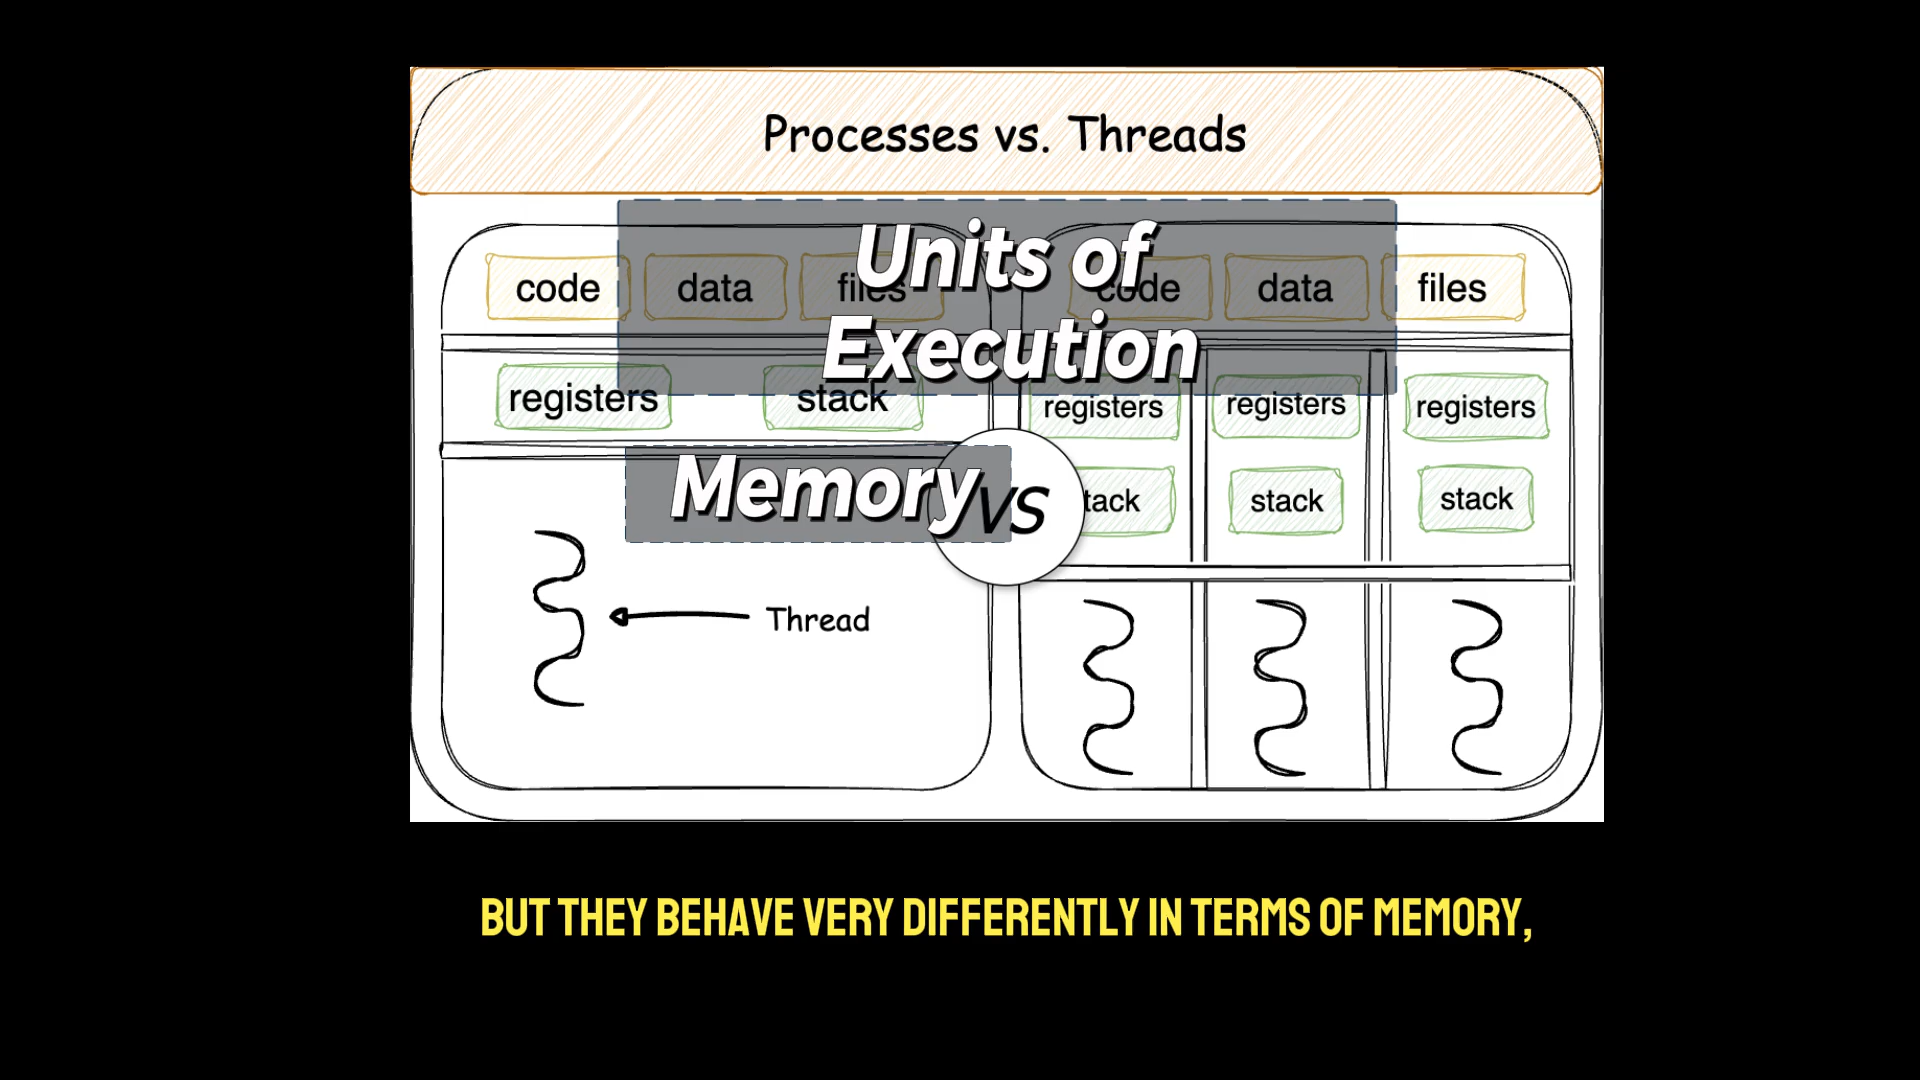 Processes vs. Threads
Units of
Execution
code data files code data files
registers stack registers registers registers
Memory VS
stack stack stack
Thread
BUT THEY BEHAVE VERY DIFFERENTLY IN TERMS OF MEMORY,